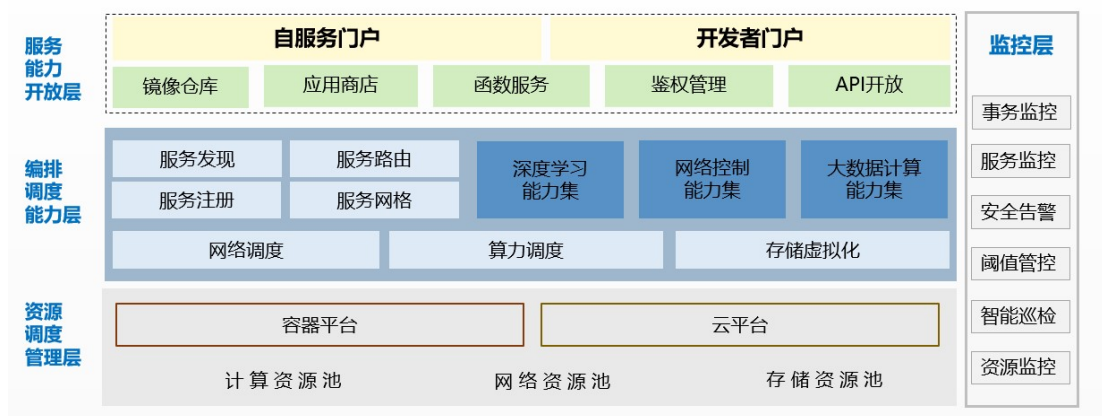 服务
能力
开放层
自服务门户
开发者门户
镜像仓库
应用商店
函数服务
鉴权管理
API开放
编排
调度
能力层
服务发现
服务路由
服务注册
服务网格
深度学习
能力集
网络控制
能力集
大数据计算
能力集
网络调度
算力调度
存储虚拟化
资源
调度
管理层
容器平台
云平台
计算资源池
网络资源池
存储资源池
监控层
事务监控
服务监控
安全告警
阈值管控
智能巡检
资源监控